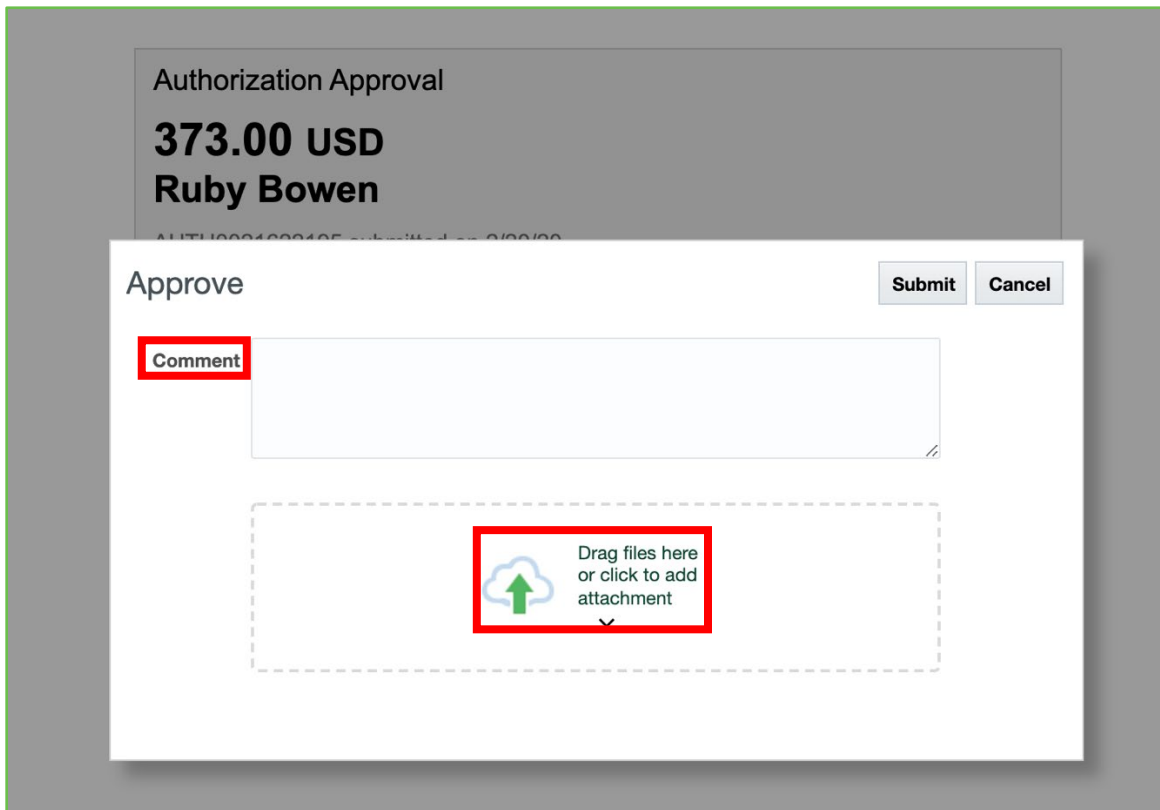 Authorization Approval
373.00 USD
Ruby Bowen
Approve
Submit
Cancel
Comment
Drag files here
or click to add
attachment